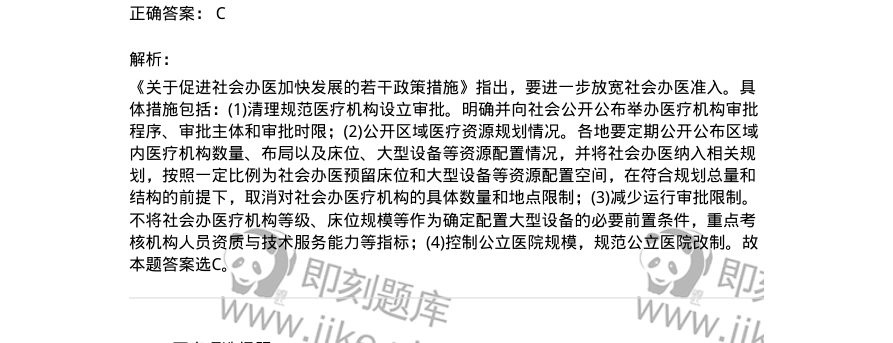 正确答案： C
解析：
《关于促进社会办医加快发展的若干政策措施》指出，要进一步放宽社会办医准入。具
体措施包括：(1)清理规范医疗机构设立审批。明确并向社会公开公布举办医疗机构审批
程序、审批主体和审批时限；(2)公开区域医疗资源规划情况。各地要定期公开公布区域
内医疗机构数量、布局以及床位、大型设备等资源配置情况，并将社会办医纳入相关规
划，按照一定比例为社会办医预留床位和大型设备等资源配置空间，在符合规划总量和
结构的前提下，取消对社会办医疗机构的具体数量和地点限制；(3)减少运行审批限制。
不将社会办医疗机构等级、床位规模等作为确定配置大型设备的必要前置条件，重点考
核机构人员资质与技术服务能力等指标；(4)控制公立医院规模，规范公立医院改制。故
本题答案选C。
即刻题库
即刻
www.jike
www.